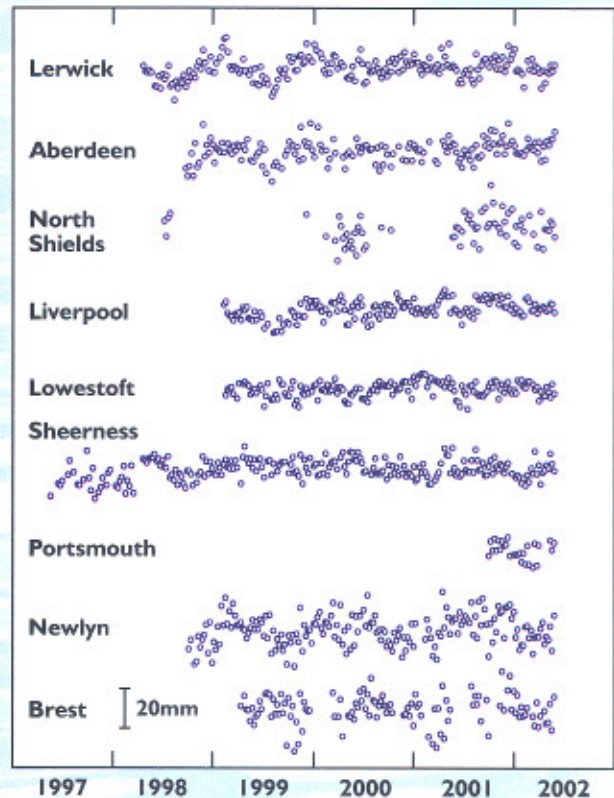 Lerwick
Aberdeen
North
Shields
Liverpool
Lowestoft
Sheerness
Portsmouth
Newlyn
Brest
20mm
1997 1998 1999 2000 2001 2002